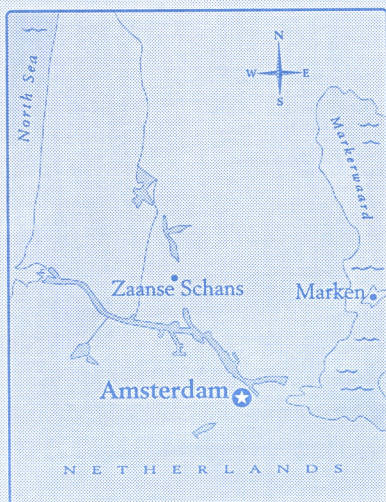 N
W E
S
North Sea
Markerwaard
Zaanse Schans
Marken
Amsterdam
NETHERLANDS